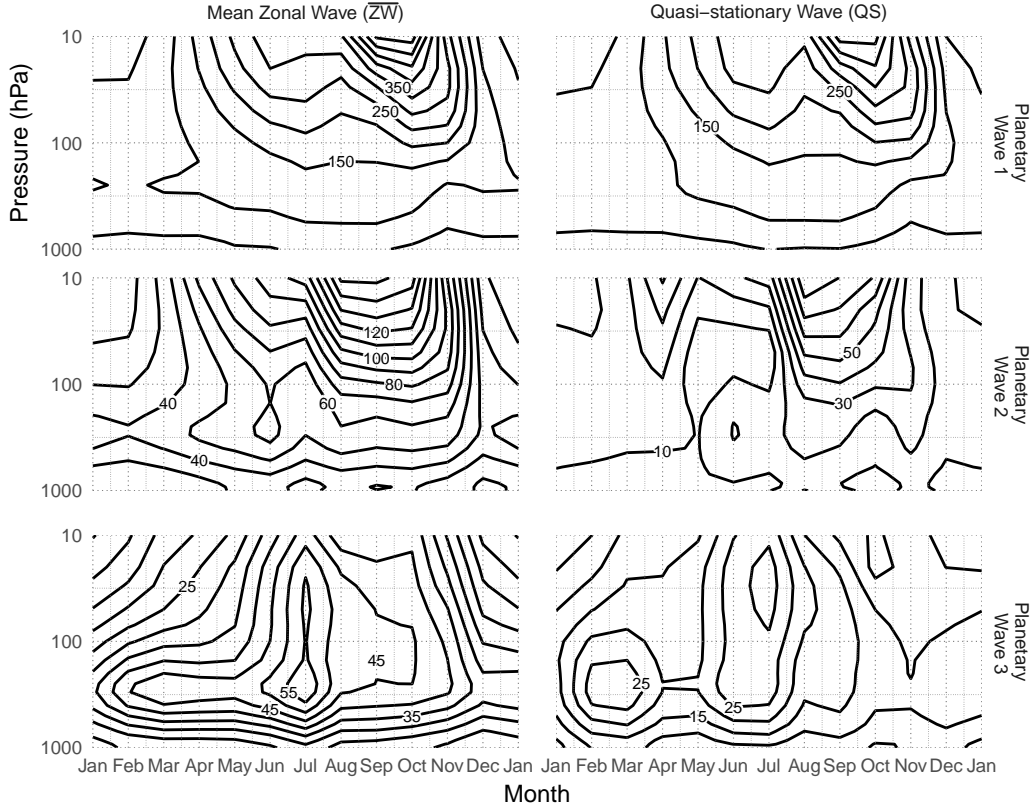 Mean Zonal Wave (ZW)
Quasi−stationary Wave (QS)
Pressure (hPa)
10
100
1000
350
250
150
250
150
Planetary
Wave 1
10
100
1000
120
100
80
60
40
40
50
30
10
Planetary
Wave 2
10
100
1000
25
45
55
45
35
25
25
15
Planetary
Wave 3
Jan Feb Mar Apr May Jun Jul Aug Sep Oct Nov Dec Jan
Jan Feb Mar Apr May Jun Jul Aug Sep Oct Nov Dec Jan
Month